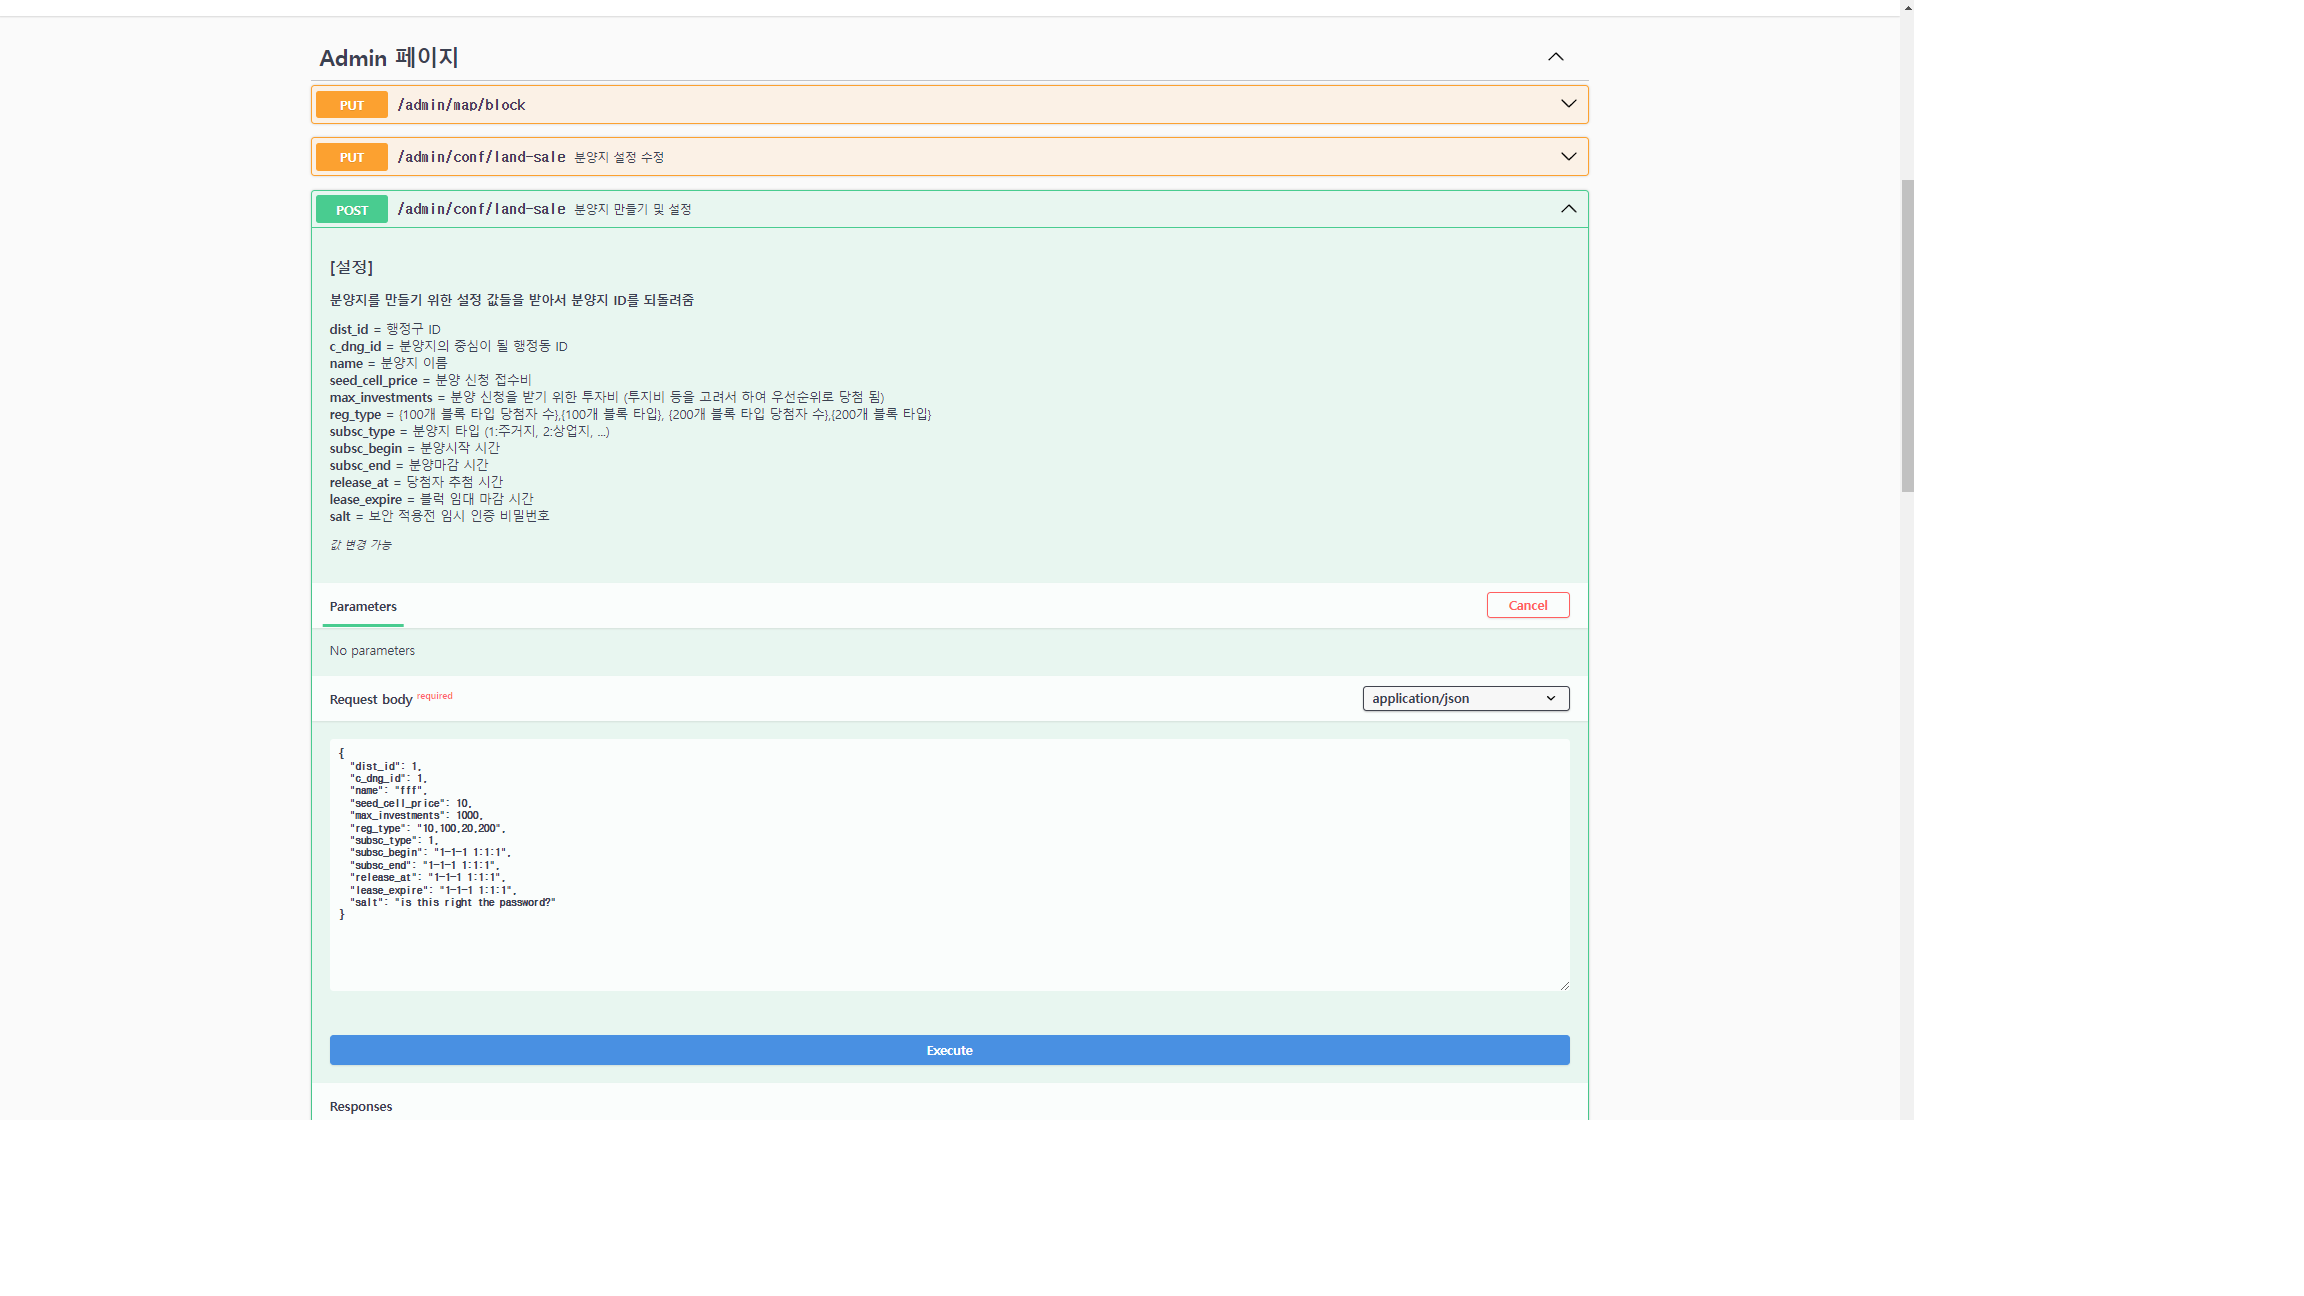 Admin 페이지
PUT /admin/map/block
PUT /admin/conf/land-sale 분양지 설정 수정
POST /admin/conf/land-sale 분양지 만들기 및 설정
[설정]
분양지를 만들기 위한 설정 값들을 받아서 분양지 ID를 되돌려줌
dist_id = 행정구 ID
c_dng_id = 분양지의 중심이 될 행정동 ID
name = 분양지 이름
seed_cell_price = 분양 신청 접수비
max_investments = 분양 신청을 받기 위한 투자비 (투지비 등을 고려서 하여 우선순위로 당첨 됨)
reg_type = {100개 블록 타입 당첨자 수},{100개 블록 타입}, {200개 블록 타입 당첨자 수},{200개 블록 타입}
subsc_type = 분양지 타입 (1:주거지, 2:상업지, ...)
subsc_begin = 분양시작 시간
subsc_end = 분양마감 시간
release_at = 당첨자 추첨 시간
lease_expire = 블럭 임대 마감 시간
salt = 보안 적용전 임시 인증 비밀번호
값 변경 가능
Parameters
Cancel
No parameters
Request body required
application/json
{
"dist_id": 1,
"c_dng_id": 1,
"name": "fff",
"seed_cell_price": 10,
"max_investments": 1000,
"reg_type": "10,100,20,200",
"subsc_type": 1,
"subsc_begin": "1-1-1 1:1:1",
"subsc_end": "1-1-1 1:1:1",
"release_at": "1-1-1 1:1:1",
"lease_expire": "1-1-1 1:1:1",
"salt": "is this right the password?"
}
Execute
Responses